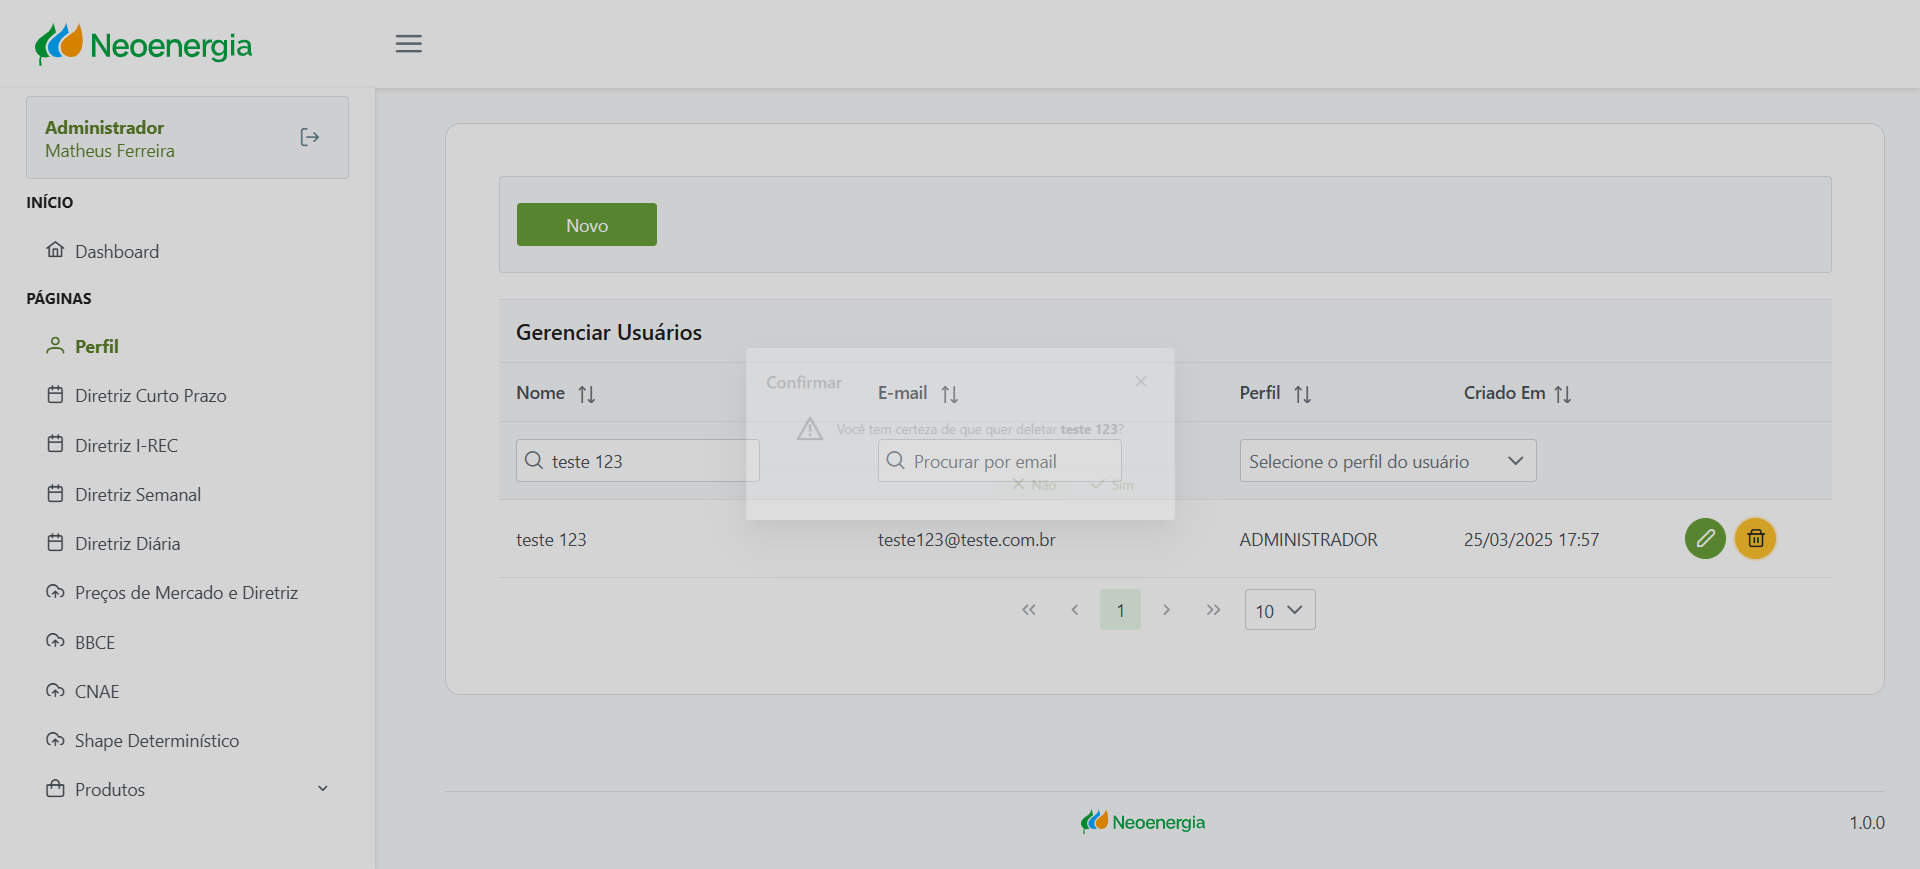 Neoenergia
Administrador
Matheus Ferreira
INÍCIO
Dashboard
PÁGINAS
Perfil
Diretriz Curto Prazo
Diretriz I-REC
Diretriz Semanal
Diretriz Diária
Preços de Mercado e Diretriz
BBCE
CNAE
Shape Determinístico
Produtos
Novo
Gerenciar Usuários
Nome E-mail Perfil Criado Em
teste 123 Procurar por email Selecione o perfil do usuário
Confirmar
Você tem certeza de que quer deletar teste 123?
Não Sim
teste 123 teste123@teste.com.br ADMINISTRADOR 25/03/2025 17:57
1 10
Neoenergia
1.0.0